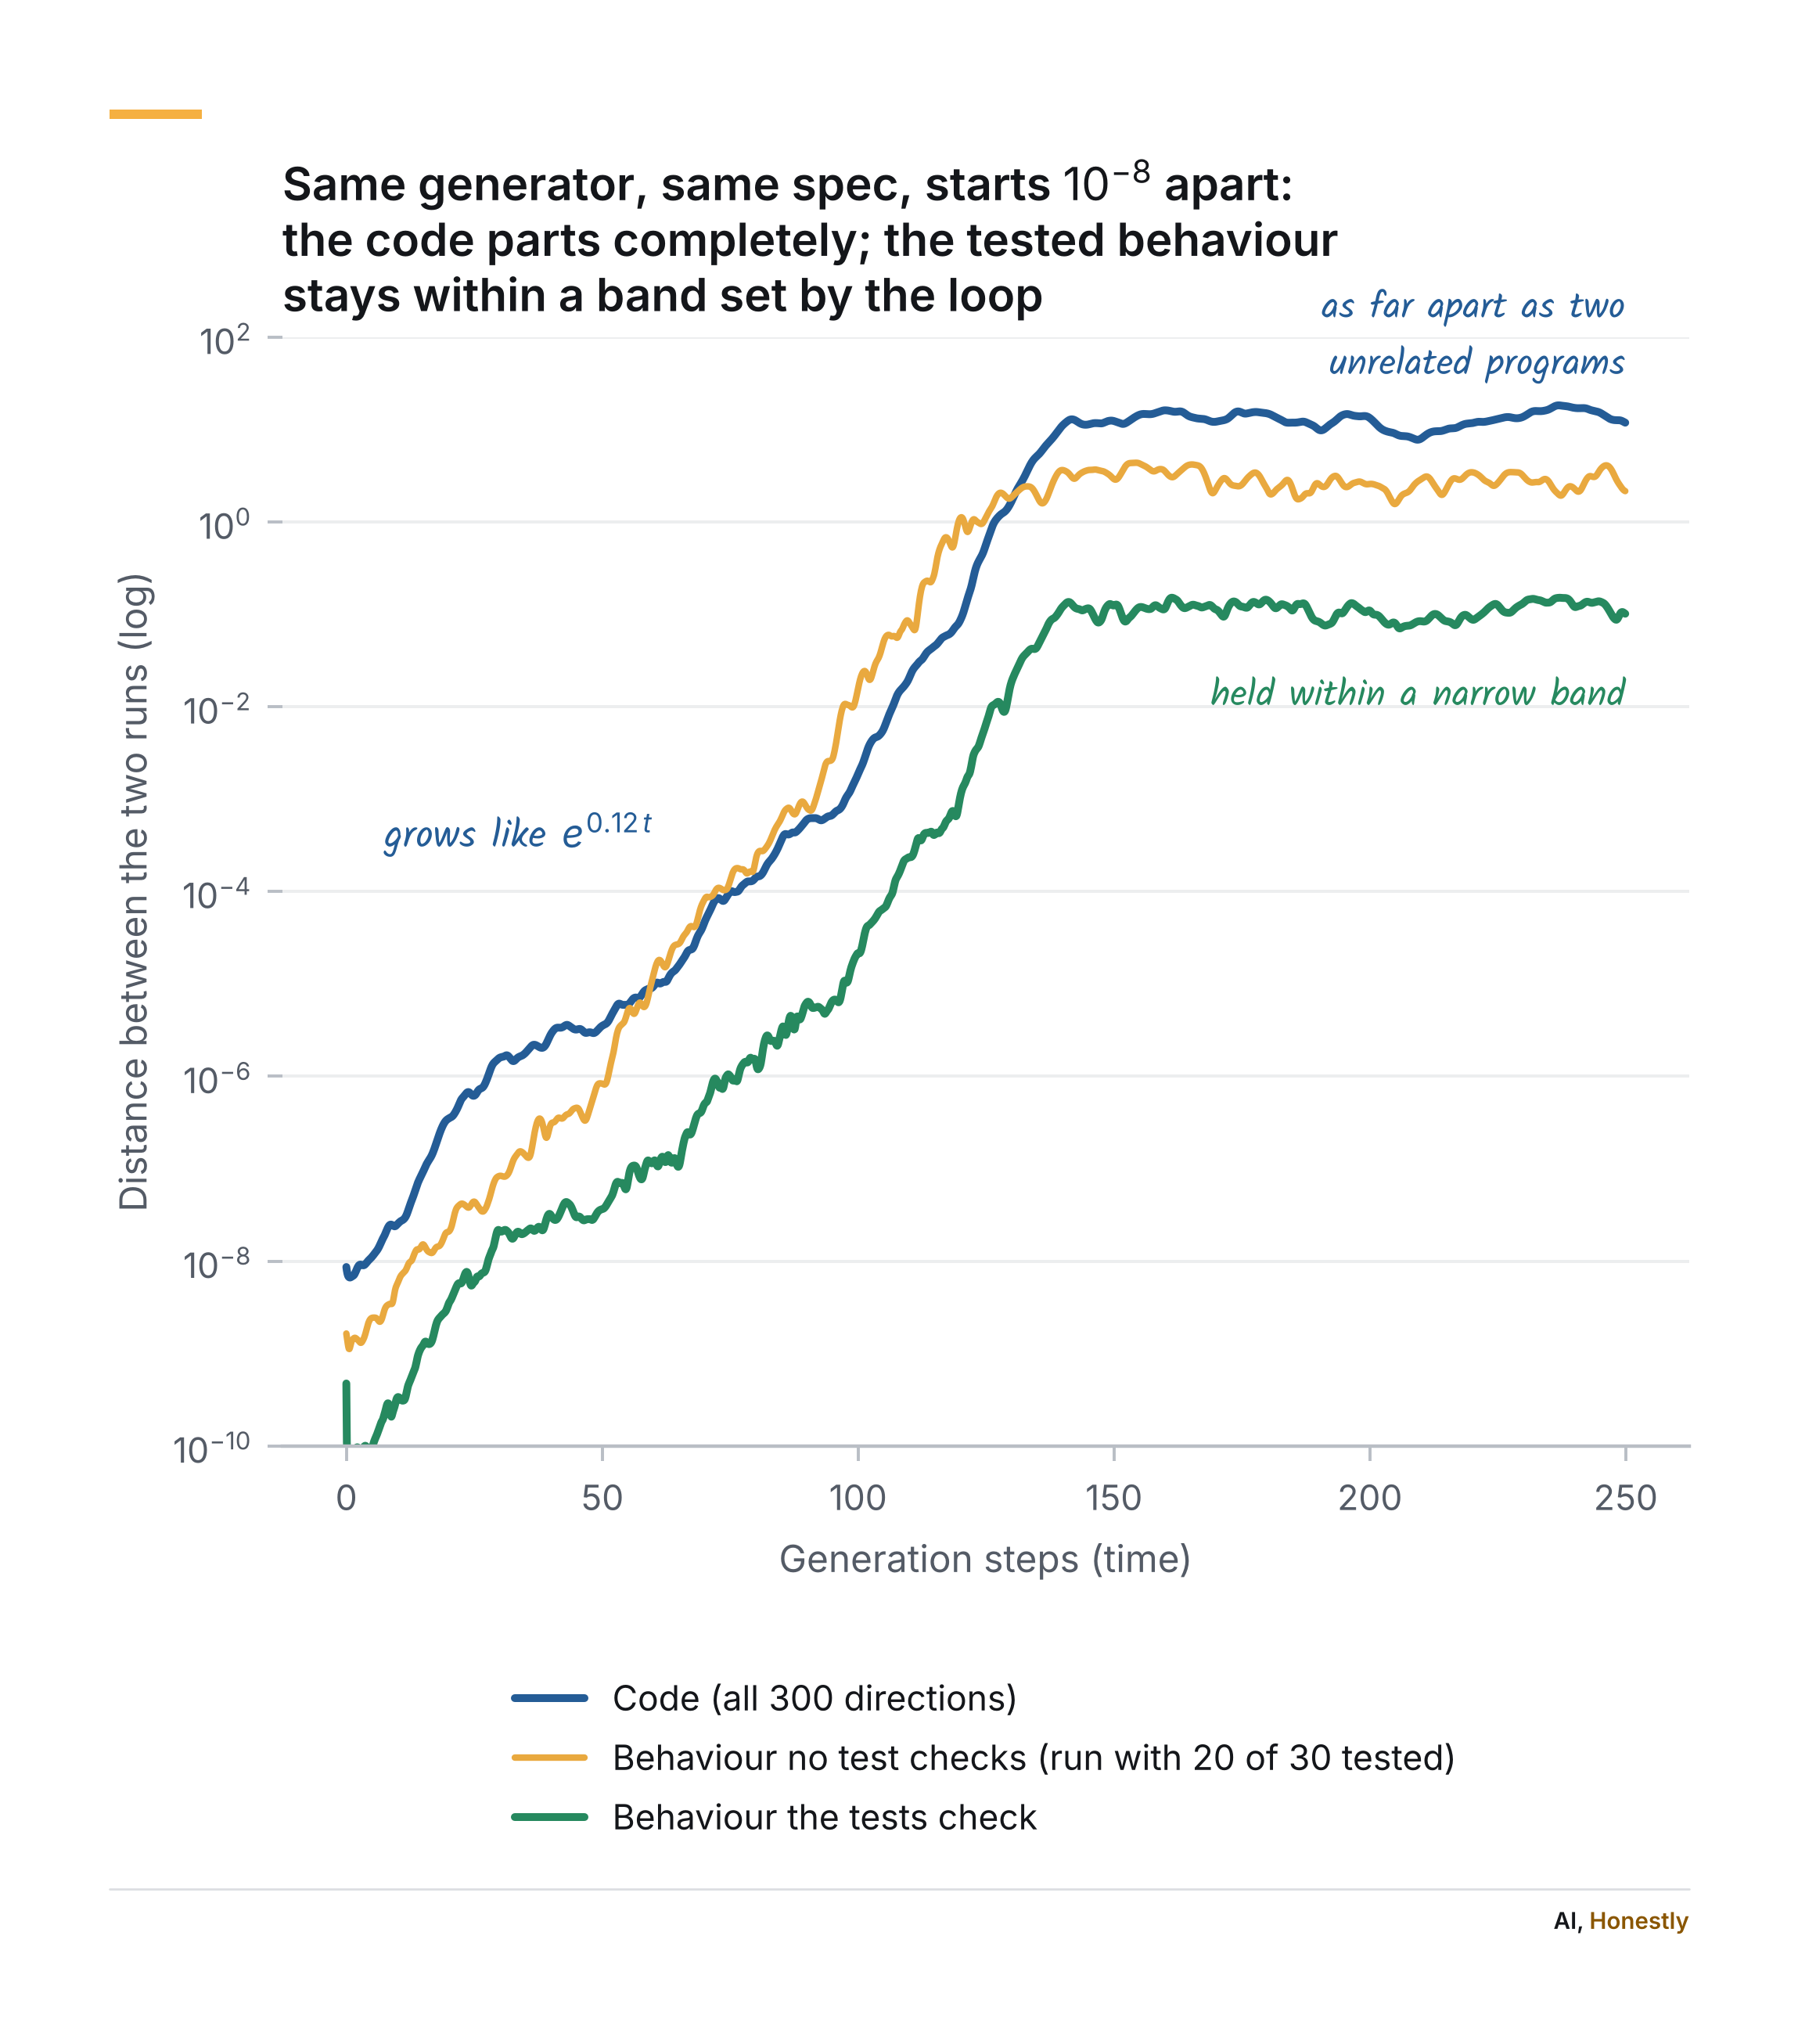 Same generator, same spec, starts 10⁻⁸ apart:
the code parts completely; the tested behaviour
stays within a band set by the loop
as far apart as two
unrelated programs
held within a narrow band
grows like e⁰·¹²ᵗ
Distance between the two runs (log)
10²
10⁰
10⁻²
10⁻⁴
10⁻⁶
10⁻⁸
10⁻¹⁰
0 50 100 150 200 250
Generation steps (time)
Code (all 300 directions)
Behaviour no test checks (run with 20 of 30 tested)
Behaviour the tests check
AI, Honestly